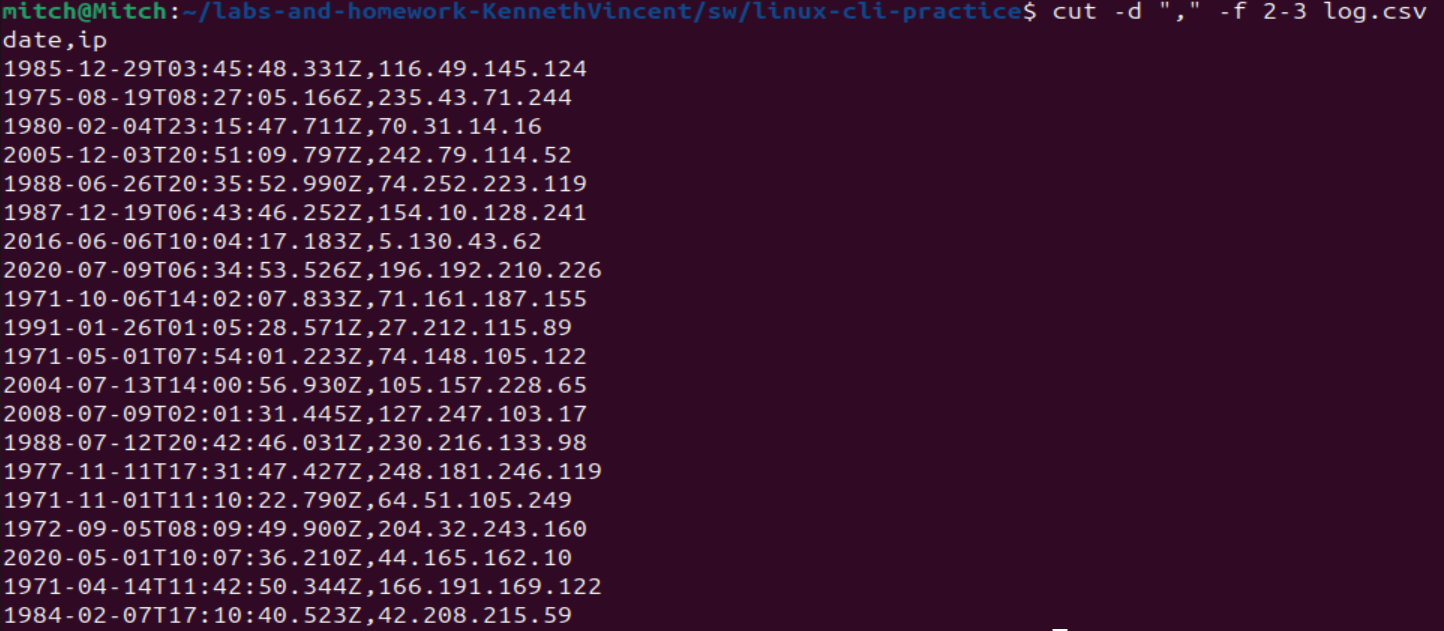 mitch@Mitch:~/labs-and-homework-KennethVincent/sw/linux-cli-practice$ cut -d "," -f 2-3 log.csv
date,ip
1985-12-29T03:45:48.331Z,116.49.145.124
1975-08-19T08:27:05.166Z,235.43.71.244
1980-02-04T23:15:47.711Z,70.31.14.16
2005-12-03T20:51:09.797Z,242.79.114.52
1988-06-26T20:35:52.990Z,74.252.223.119
1987-12-19T06:43:46.252Z,154.10.128.241
2016-06-06T10:04:17.183Z,5.130.43.62
2020-07-09T06:34:53.526Z,196.192.210.226
1971-10-06T14:02:07.833Z,71.161.187.155
1991-01-26T01:05:28.571Z,27.212.115.89
1971-05-01T07:54:01.223Z,74.148.105.122
2004-07-13T14:00:56.930Z,105.157.228.65
2008-07-09T02:01:31.445Z,127.247.103.17
1988-07-12T20:42:46.031Z,230.216.133.98
1977-11-11T17:31:47.427Z,248.181.246.119
1971-11-01T11:10:22.790Z,64.51.105.249
1972-09-05T08:09:49.900Z,204.32.243.160
2020-05-01T10:07:36.210Z,44.165.162.10
1971-04-14T11:42:50.344Z,166.191.169.122
1984-02-07T17:10:40.523Z,42.208.215.59